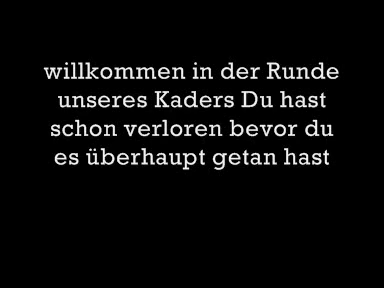 willkommen in der Runde
unseres Kaders Du hast
schon verloren bevor du
es überhaupt getan hast